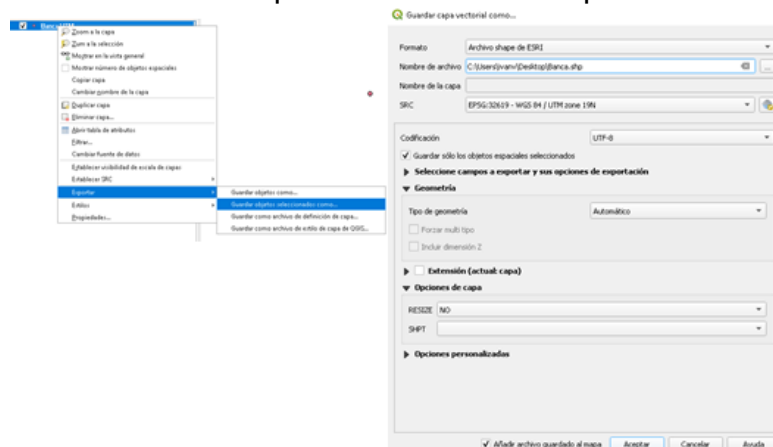 Banca UTM
Zoom a la capa
Zum a la selección
Mostrar en la vista general
Mostrar número de objetos espaciales
Copiar capa
Cambiar nombre de la capa
Duplicar capa
Eliminar capa...
Abrir tabla de atributos
Filtrar...
Cambiar fuente de datos
Establecer visibilidad de escala de capas
Establecer SRC
Exportar
Estilos
Propiedades...
Guardar objetos como...
Guardar objetos seleccionados como...
Guardar como archivo de definición de capa...
Guardar como archivo de estilo de capa de QGIS...
Guardar capa vectorial como...
Formato Archivo shape de ESRI
Nombre de archivo C:\Users\ivanv\Desktop\Banca.shp
Nombre de la capa
SRC EPSG:32619 - WGS 84 / UTM zone 19N
Codificación UTF-8
Guardar sólo los objetos espaciales seleccionados
Seleccione campos a exportar y sus opciones de exportación
Geometría
Tipo de geometría Automático
Forzar multi tipo
Incluir dimensión Z
Extensión (actual: capa)
Opciones de capa
RESIZE NO
SHPT
Opciones personalizadas
Añadir archivo guardado al mapa Aceptar Cancelar Ayuda